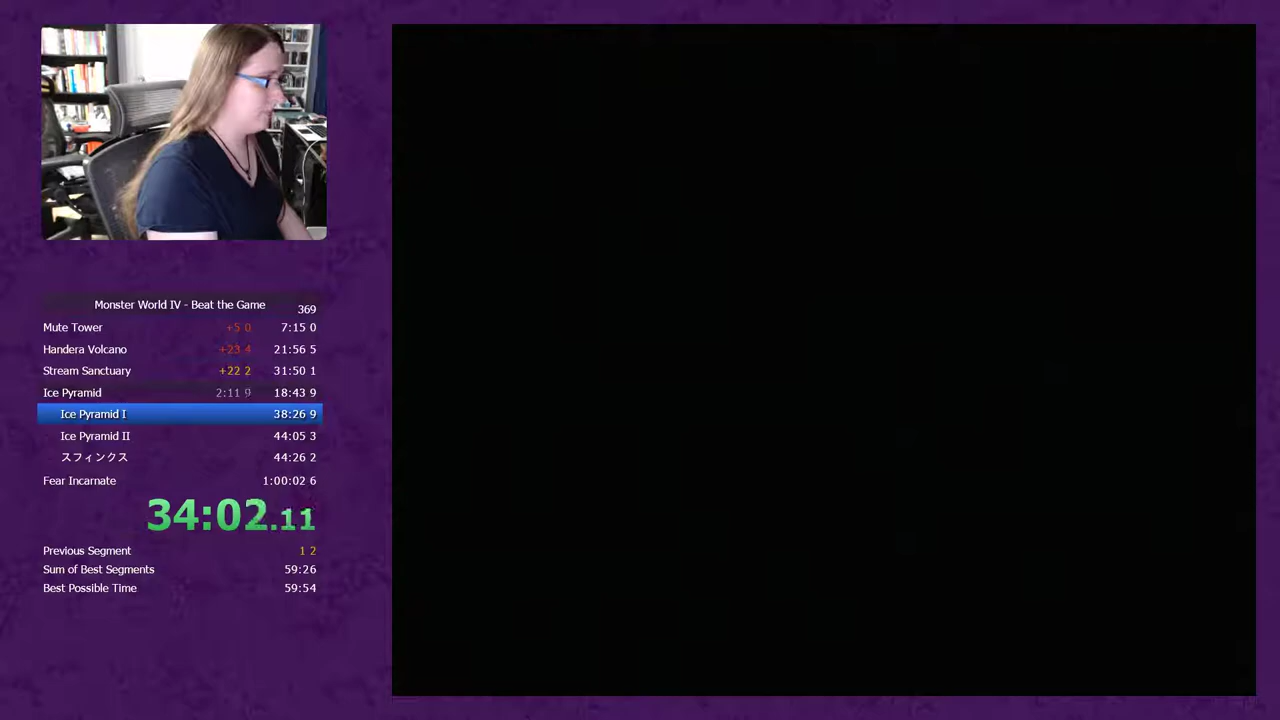 Monster World IV - Beat the Game
369
Mute Tower +5 0 7:15 0
Handera Volcano +23 4 21:56 5
Stream Sanctuary +22 2 31:50 1
Ice Pyramid 2:11 9 18:43 9
Ice Pyramid I 38:26 9
Ice Pyramid II 44:05 3
スフィンクス 44:26 2
Fear Incarnate 1:00:02 6
34:02.11
Previous Segment 1 2
Sum of Best Segments 59:26
Best Possible Time 59:54